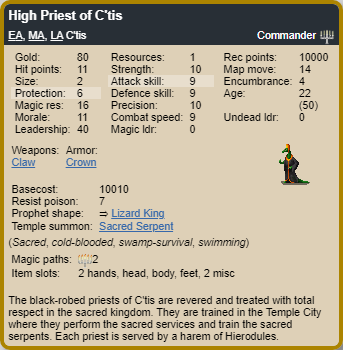 High Priest of C'tis
EA, MA, LA C'tis Commander
Gold: 80 Resources: 1 Rec points: 10000
Hit points: 11 Strength: 10 Map move: 14
Size: 2 Attack skill: 9 Encumbrance: 4
Protection: 6 Defence skill: 9 Age: 22
Magic res: 16 Precision: 10 (50)
Morale: 11 Combat speed: 9 Undead ldr: 0
Leadership: 40 Magic ldr: 0
Weapons: Armor:
Claw Crown
Basecost: 10010
Resist poison: 7
Prophet shape: ⇒ Lizard King
Temple summon: Sacred Serpent
(Sacred, cold-blooded, swamp-survival, swimming)
Magic paths: 2
Item slots: 2 hands, head, body, feet, 2 misc
The black-robed priests of C'tis are revered and treated with total
respect in the sacred kingdom. They are trained in the Temple City
where they perform the sacred services and train the sacred
serpents. Each priest is served by a harem of Hierodules.